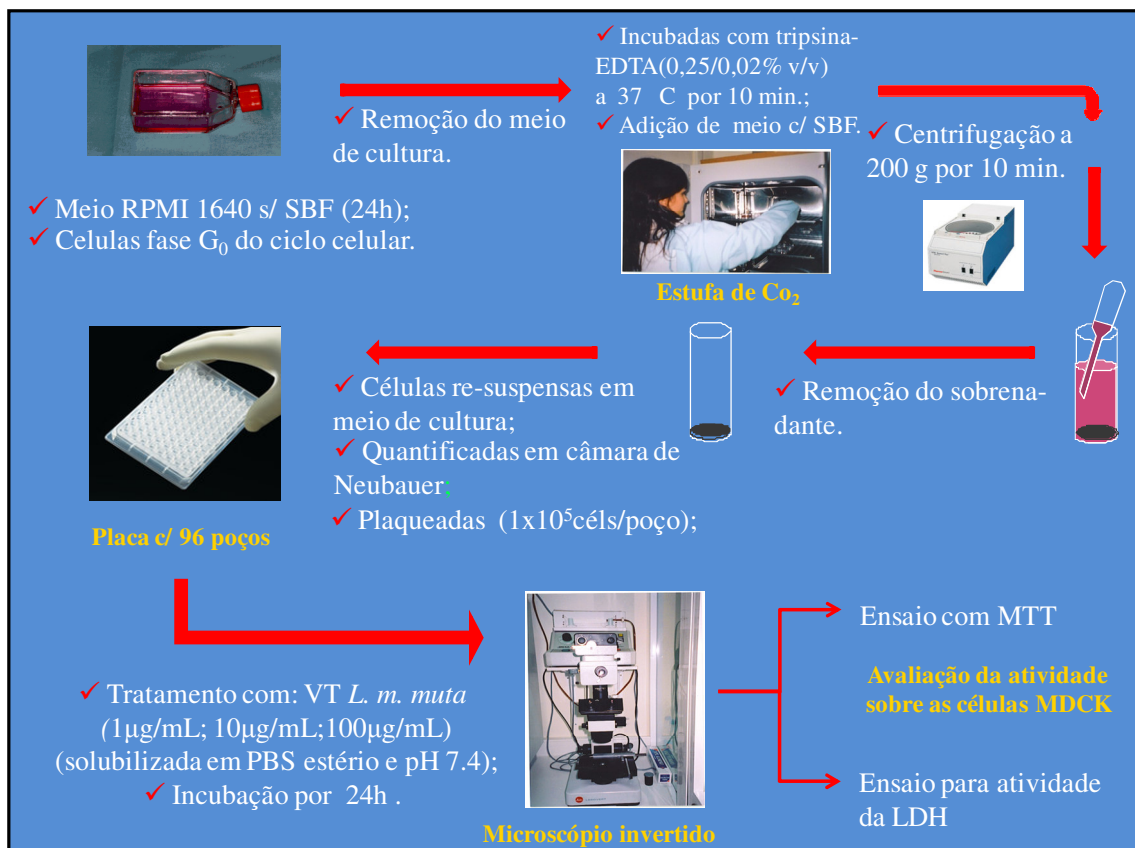 ✓ Incubadas com tripsina-
EDTA(0,25/0,02% v/v)
a 37 C por 10 min.;
✓ Adição de meio c/ SBF.
✓ Remoção do meio
de cultura.
✓ Centrifugação a
200 g por 10 min.
✓ Meio RPMI 1640 s/ SBF (24h);
✓ Celulas fase G₀ do ciclo celular.
Estufa de Co₂
✓ Remoção do sobrena-
dante.
✓ Células re-suspensas em
meio de cultura;
✓ Quantificadas em câmara de
Neubauer;
✓ Plaqueadas (1x10⁵céls/poço);
Placa c/ 96 poços
✓ Tratamento com: VT L. m. muta
(1µg/mL; 10µg/mL;100µg/mL)
(solubilizada em PBS estério e pH 7.4);
✓ Incubação por 24h .
Microscópio invertido
Ensaio com MTT
Avaliação da atividade
sobre as células MDCK
Ensaio para atividade
da LDH